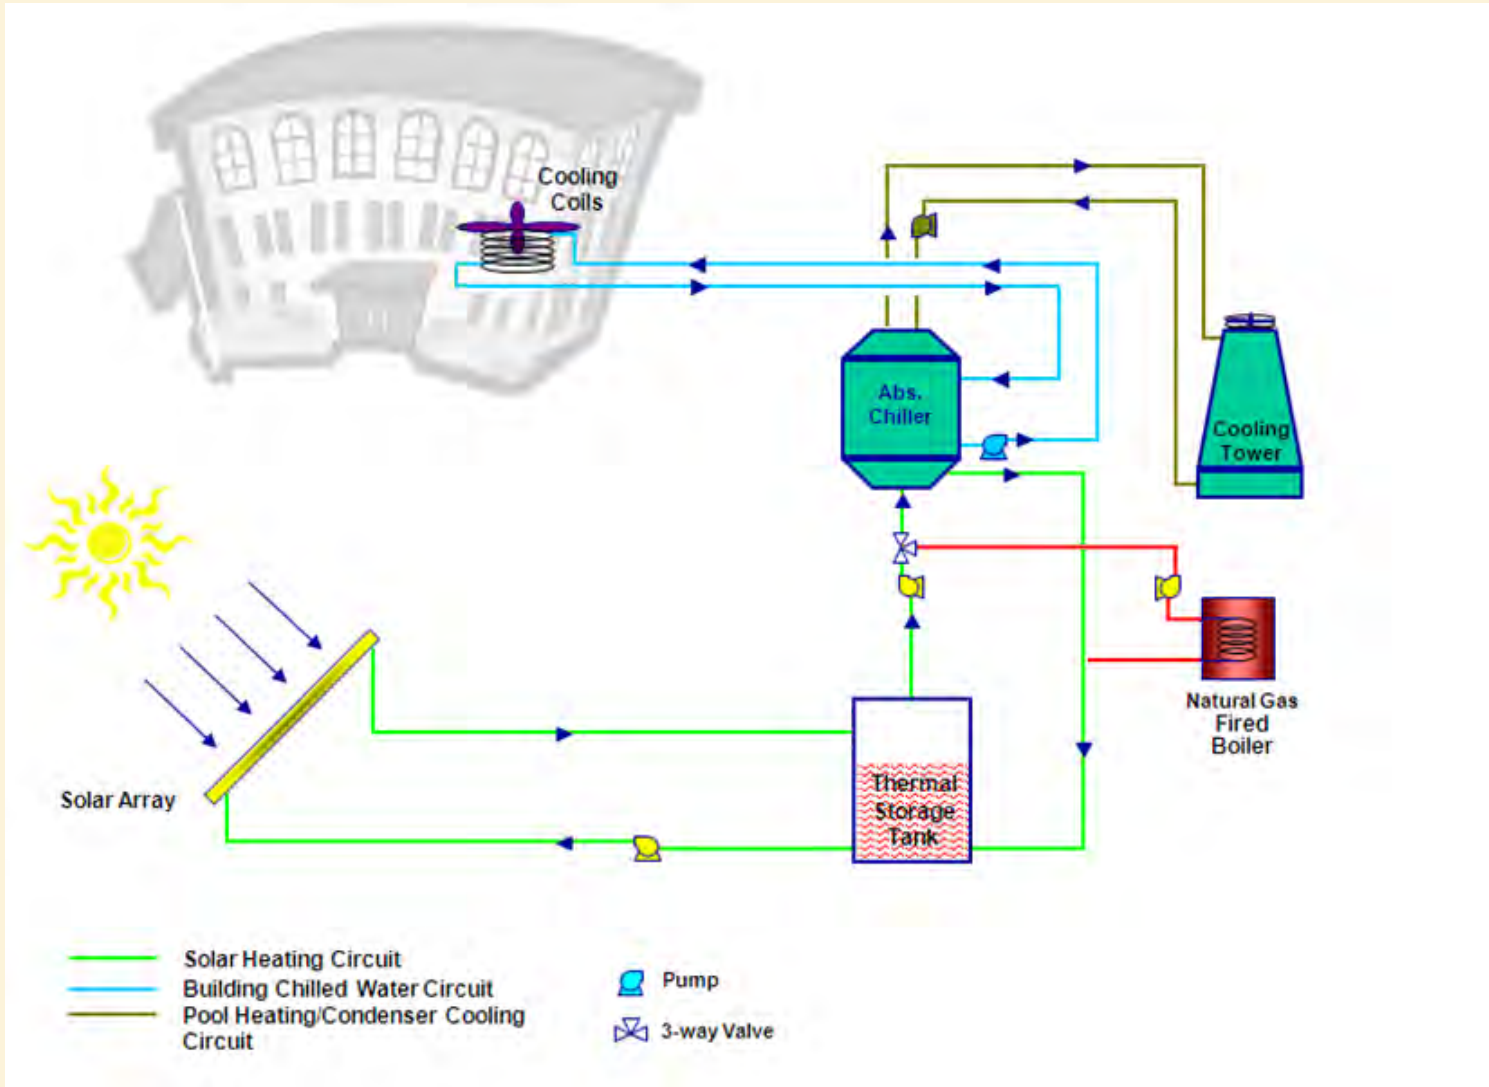 Cooling
Coils
Abs.
Chiller
Cooling
Tower
Natural Gas
Fired
Boiler
Solar Array
Thermal
Storage
Tank
Solar Heating Circuit
Building Chilled Water Circuit
Pool Heating/Condenser Cooling
Circuit
Pump
3-way Valve